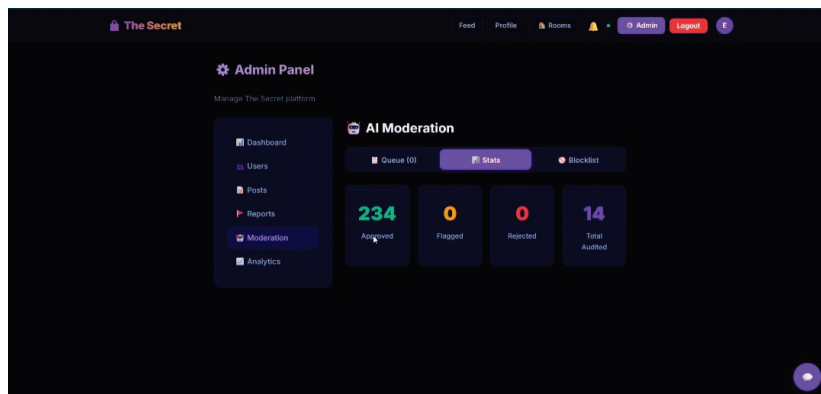 The Secret
Feed
Profile
Rooms
Admin
Logout
E
Admin Panel
Manage The Secret platform
Dashboard
Users
Posts
Reports
Moderation
Analytics
AI Moderation
Queue (0)
Stats
Blocklist
234
Approved
0
Flagged
0
Rejected
14
Total
Audited